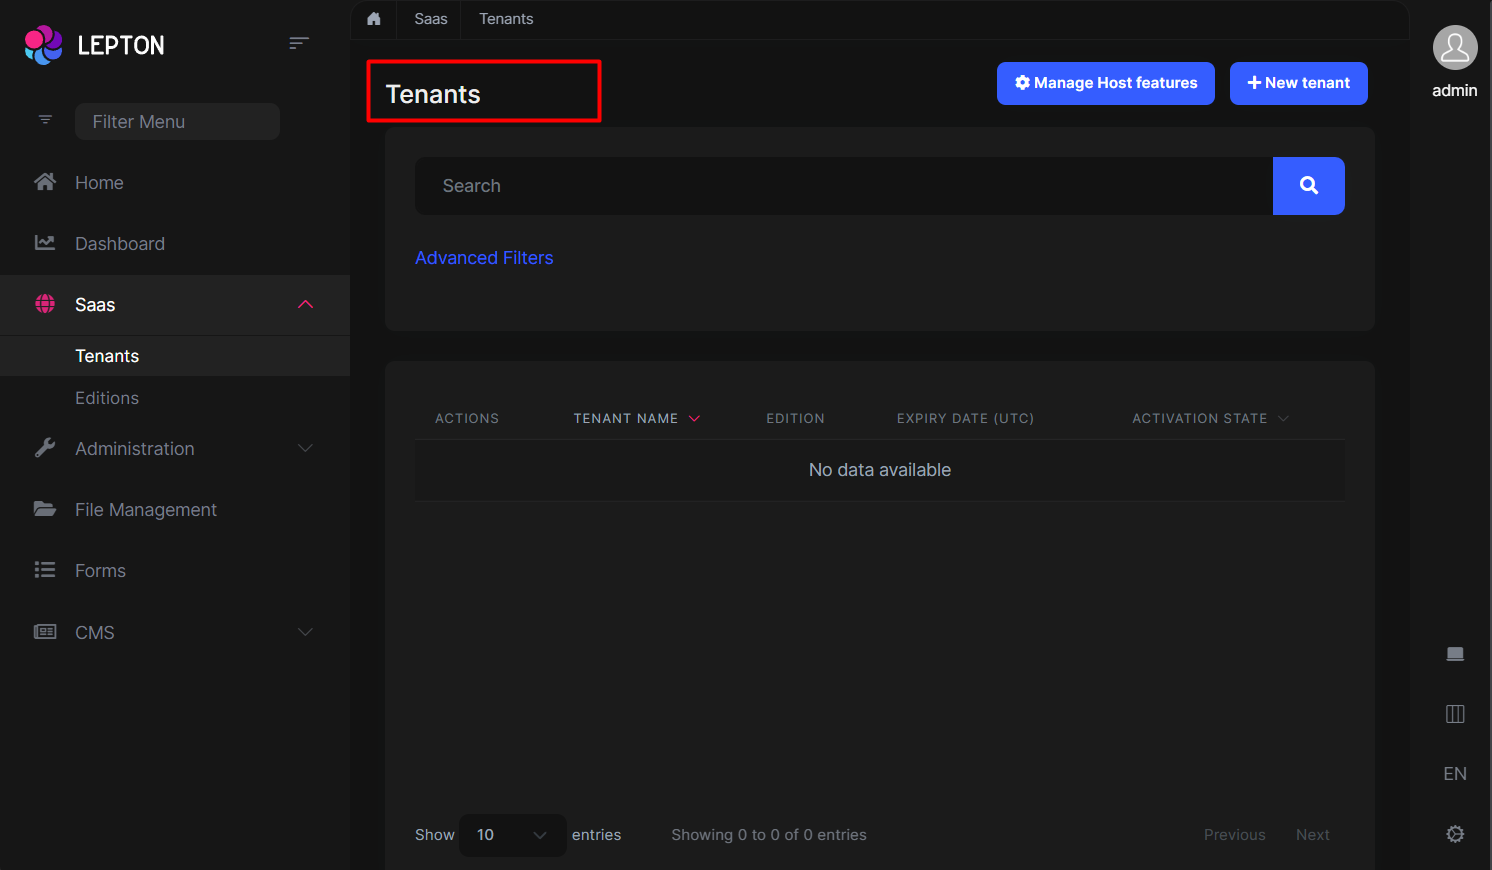 LEPTON
Filter Menu
Home
Dashboard
Saas
Tenants
Editions
Administration
File Management
Forms
CMS
Saas
Tenants
Tenants
Manage Host features
New tenant
Search
Advanced Filters
ACTIONS TENANT NAME EDITION EXPIRY DATE (UTC) ACTIVATION STATE
No data available
Show 10 entries Showing 0 to 0 of 0 entries Previous Next
admin
EN